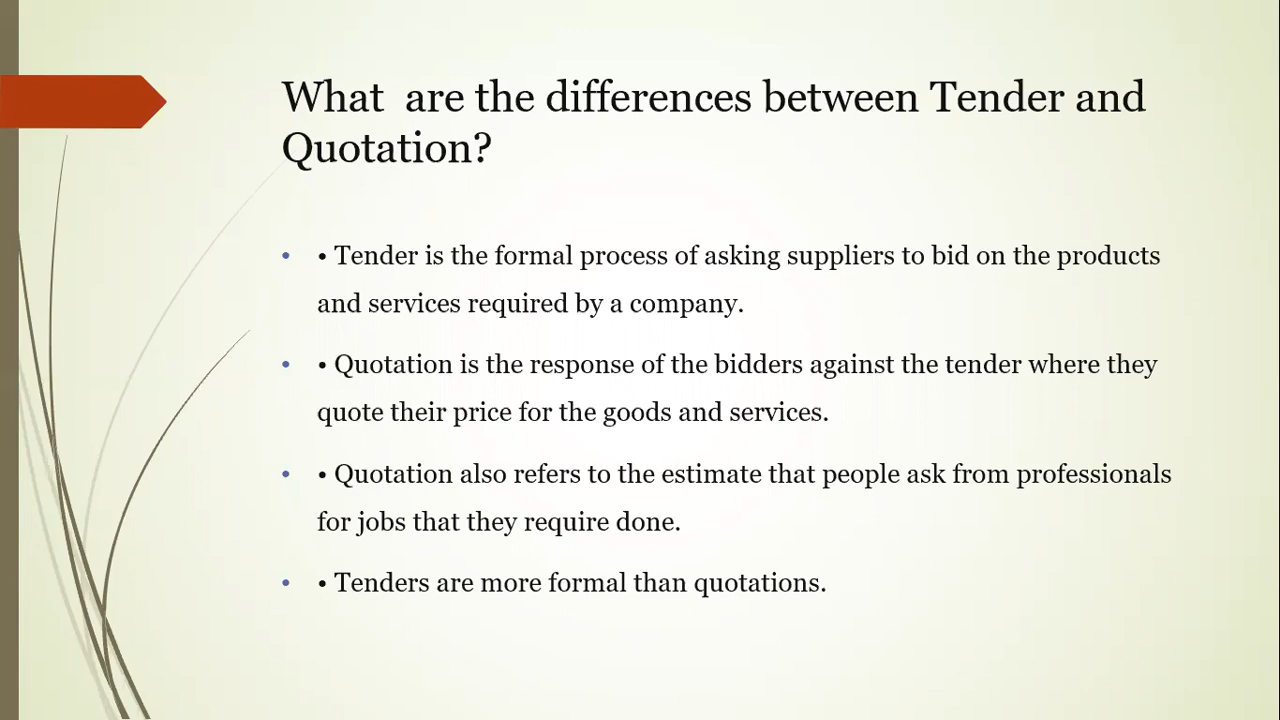 What  are the differences between Tender and
Quotation?
• • Tender is the formal process of asking suppliers to bid on the products
and services required by a company.
• • Quotation is the response of the bidders against the tender where they
quote their price for the goods and services.
• • Quotation also refers to the estimate that people ask from professionals
for jobs that they require done.
• • Tenders are more formal than quotations.